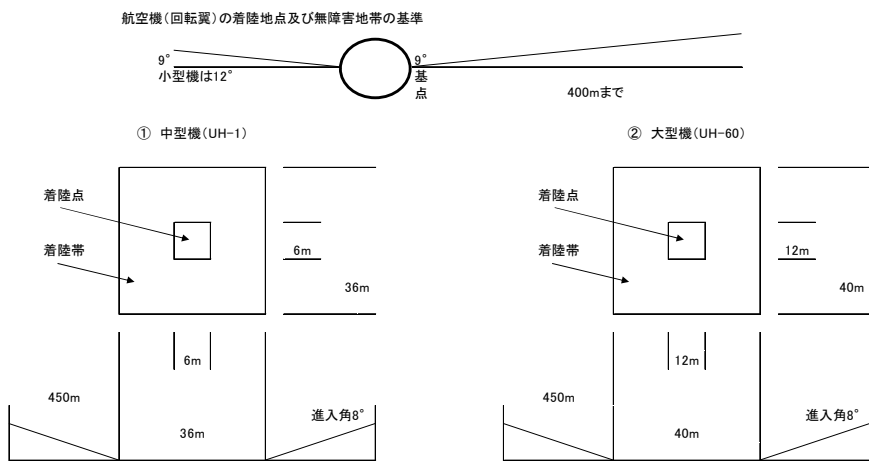 航空機(回転翼)の着陸地点及び無障害地帯の基準
9°
小型機は12°
9°
基
点
400mまで
① 中型機(UH-1)
② 大型機(UH-60)
着陸点
着陸帯
6m
36m
着陸点
着陸帯
12m
40m
6m
450m
36m
進入角8°
12m
450m
40m
進入角8°